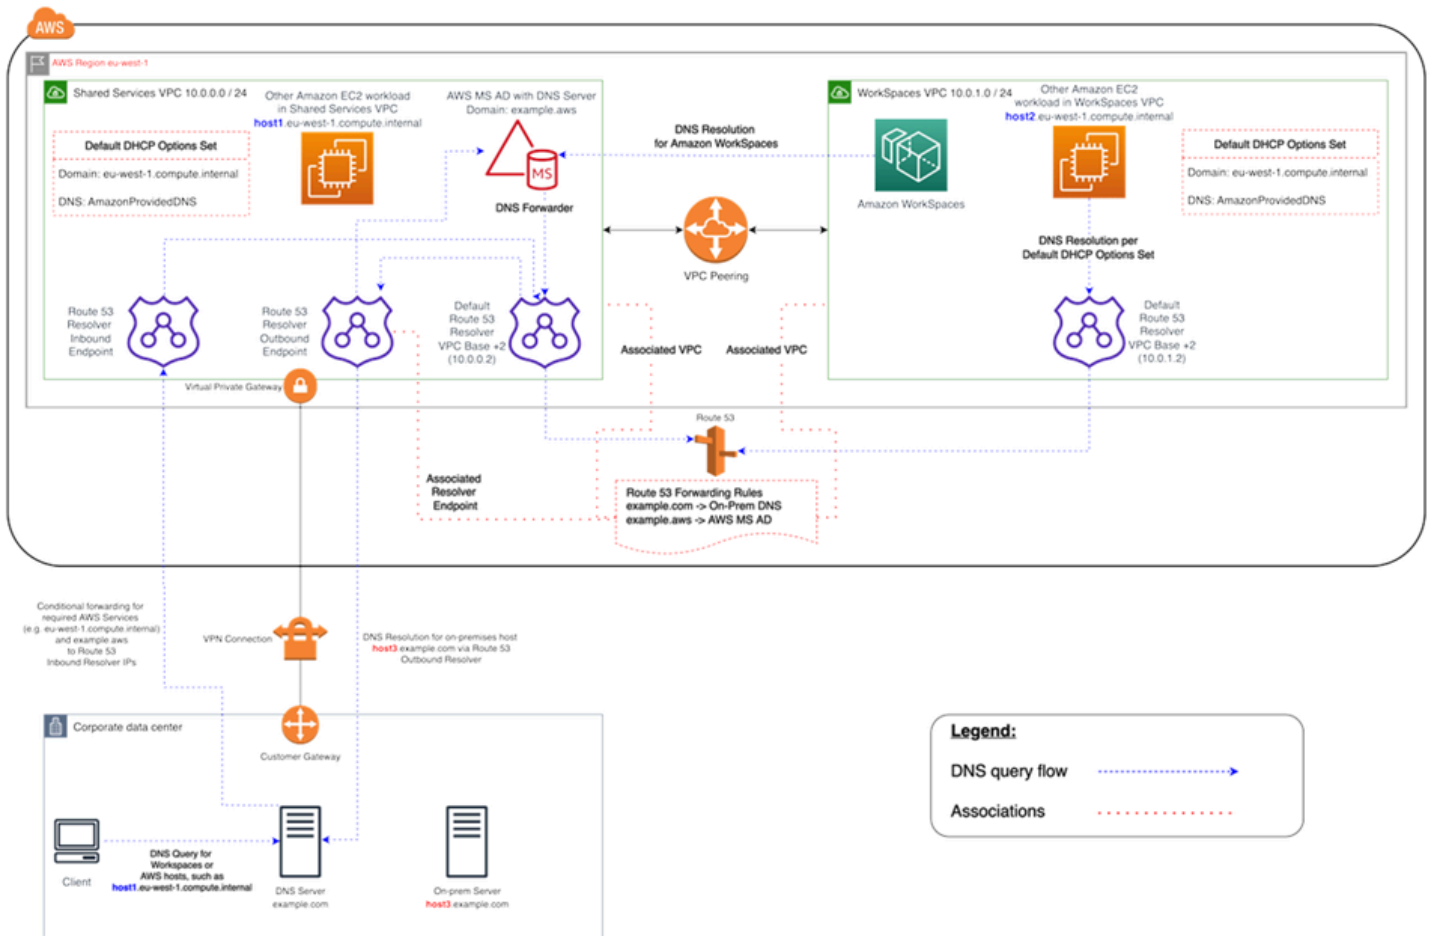 AWS
AWS Region eu-west-1
Shared Services VPC 10.0.0.0 / 24
Other Amazon EC2 workload
in Shared Services VPC
host1.eu-west-1.compute.internal
AWS MS AD with DNS Server
Domain: example.aws
Default DHCP Options Set
Domain: eu-west-1.compute.internal
DNS: AmazonProvidedDNS
MS
DNS Forwarder
DNS Resolution
for Amazon WorkSpaces
WorkSpaces VPC 10.0.1.0 / 24
Other Amazon EC2
workload in WorkSpaces VPC
host2.eu-west-1.compute.internal
Amazon WorkSpaces
Default DHCP Options Set
Domain: eu-west-1.compute.internal
DNS: AmazonProvidedDNS
VPC Peering
DNS Resolution per
Default DHCP Options Set
Route 53
Resolver
Inbound
Endpoint
Route 53
Resolver
Outbound
Endpoint
Default
Route 53
Resolver
VPC Base +2
(10.0.0.2)
Associated VPC
Associated VPC
Default
Route 53
Resolver
VPC Base +2
(10.0.1.2)
Virtual Private Gateway
Route 53
Associated
Resolver
Endpoint
Route 53 Forwarding Rules
example.com -> On-Prem DNS
example.aws -> AWS MS AD
Conditional forwarding for
required AWS Services
(e.g. eu-west-1.compute.internal)
and example.aws
to Route 53
Inbound Resolver IPs
VPN Connection
DNS Resolution for on-premises host
host3.example.com via Route 53
Outbound Resolver
Corporate data center
Customer Gateway
Client
DNS Query for
Workspaces or
AWS hosts, such as
host1.eu-west-1.compute.internal
DNS Server
example.com
On-prem Server
host3.example.com
Legend:
DNS query flow
Associations